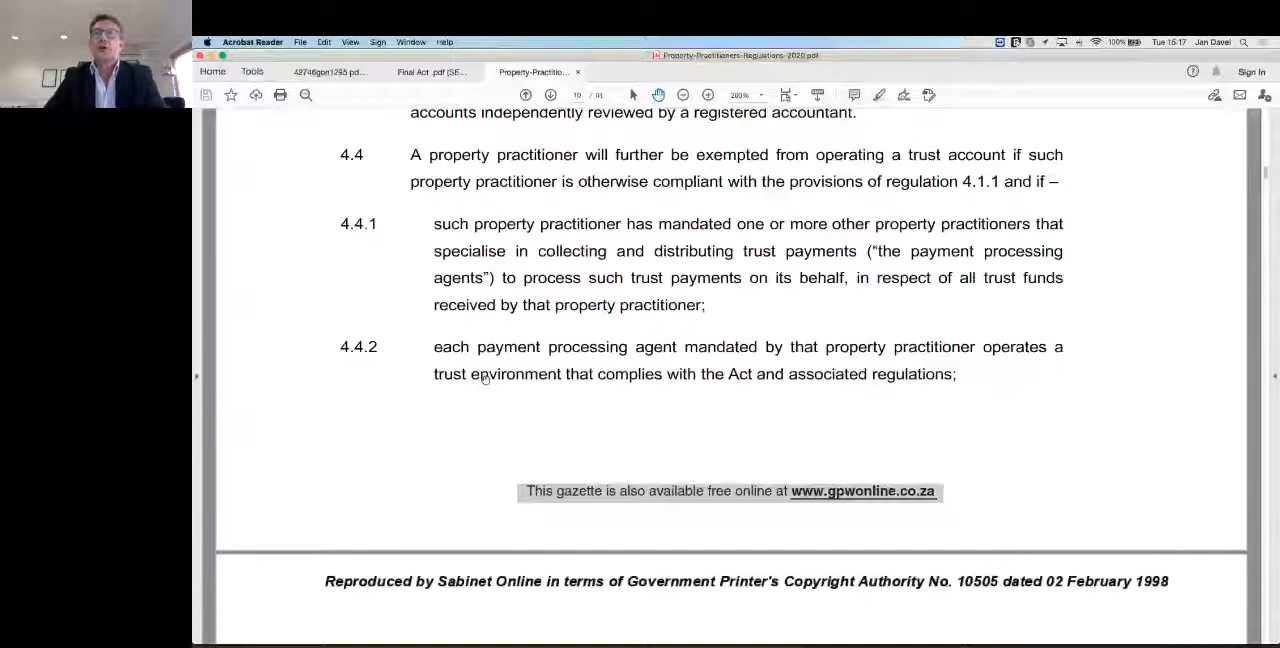 Acrobat Reader File Edit View Sign Window Help 100% Tue 15:17 Jan Davel
Property-Practitioners-Regulations-2020.pdf
Home Tools 42746gon1295 pd... Final Act .pdf (SE... Property-Practitio... × Sign In
10 / 91 200%
accounts independently reviewed by a registered accountant.
4.4 A property practitioner will further be exempted from operating a trust account if such
property practitioner is otherwise compliant with the provisions of regulation 4.1.1 and if –
4.4.1 such property practitioner has mandated one or more other property practitioners that
specialise in collecting and distributing trust payments (“the payment processing
agents”) to process such trust payments on its behalf, in respect of all trust funds
received by that property practitioner;
4.4.2 each payment processing agent mandated by that property practitioner operates a
trust environment that complies with the Act and associated regulations;
This gazette is also available free online at www.gpwonline.co.za
Reproduced by Sabinet Online in terms of Government Printer's Copyright Authority No. 10505 dated 02 February 1998